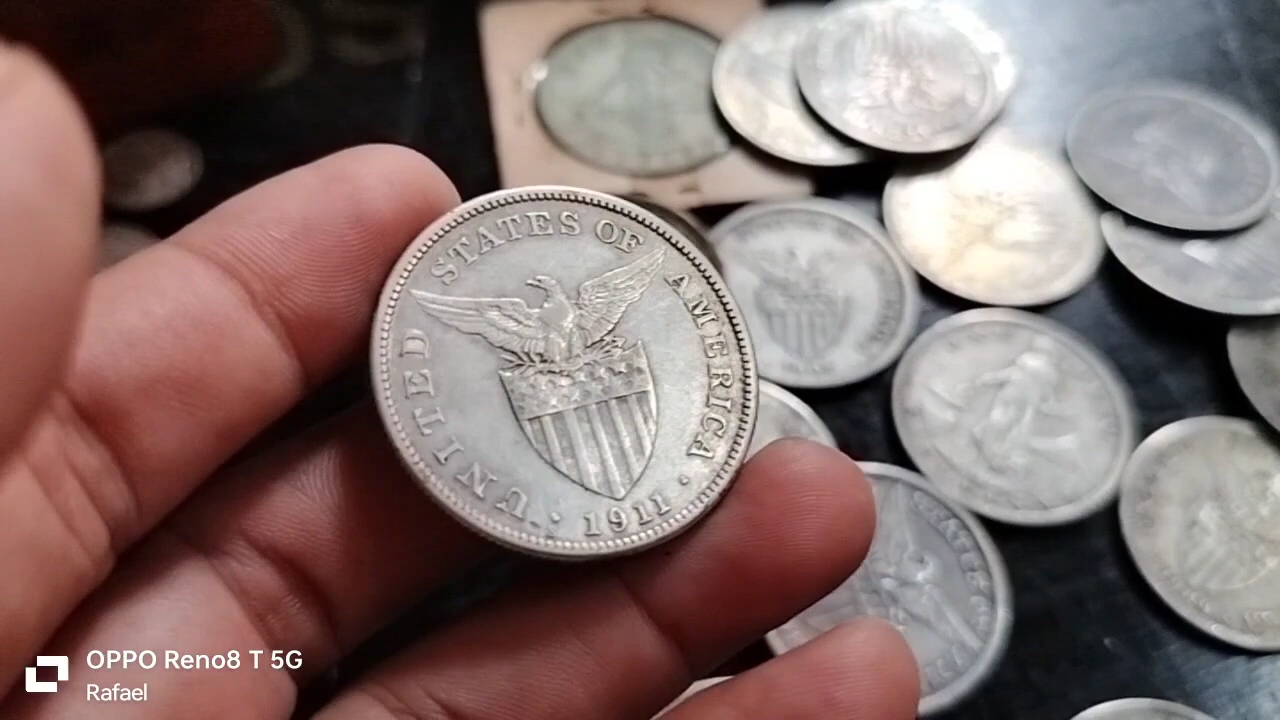 UNITED STATES OF AMERICA
· 1911 ·
OPPO Reno8 T 5G
Rafael